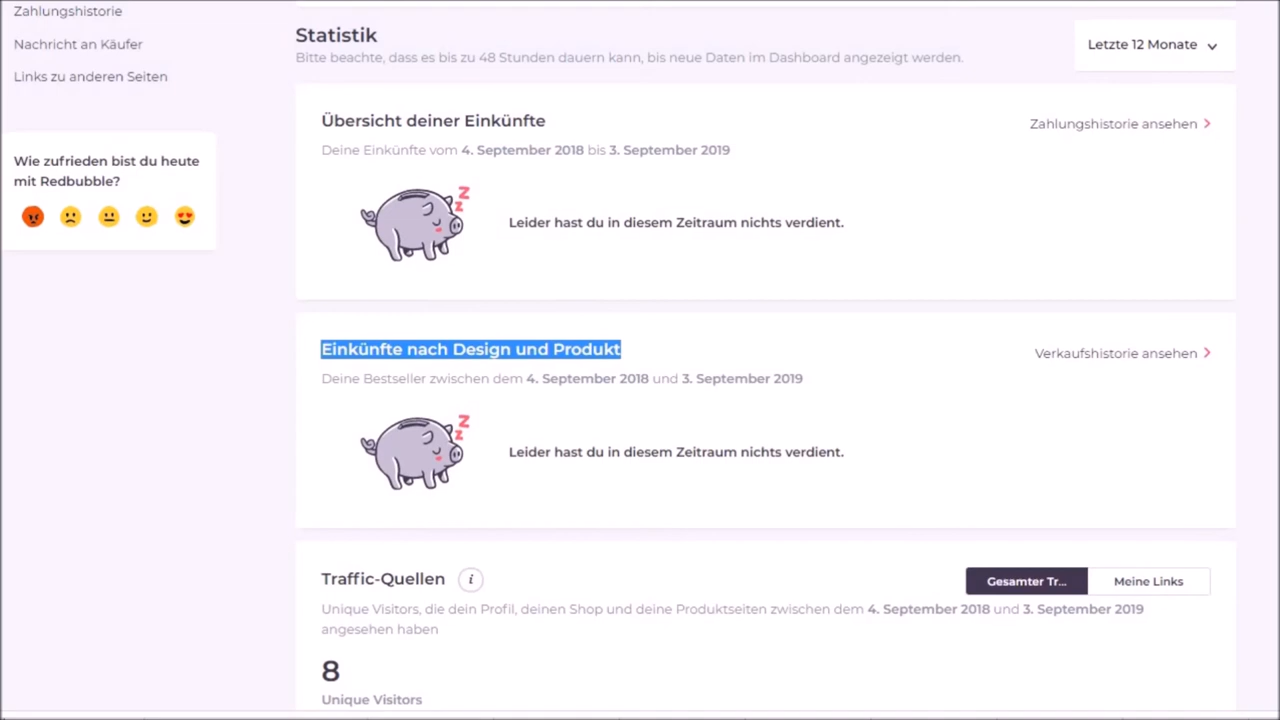 Zahlungshistorie
Nachricht an Käufer
Links zu anderen Seiten
Wie zufrieden bist du heute
mit Redbubble?
Statistik
Bitte beachte, dass es bis zu 48 Stunden dauern kann, bis neue Daten im Dashboard angezeigt werden.
Letzte 12 Monate
Übersicht deiner Einkünfte
Zahlungshistorie ansehen
Deine Einkünfte vom 4. September 2018 bis 3. September 2019
Z
Z
Leider hast du in diesem Zeitraum nichts verdient.
Einkünfte nach Design und Produkt
Verkaufshistorie ansehen
Deine Bestseller zwischen dem 4. September 2018 und 3. September 2019
Z
Z
Leider hast du in diesem Zeitraum nichts verdient.
Traffic-Quellen i
Gesamter Tr... Meine Links
Unique Visitors, die dein Profil, deinen Shop und deine Produktseiten zwischen dem 4. September 2018 und 3. September 2019
angesehen haben
8
Unique Visitors